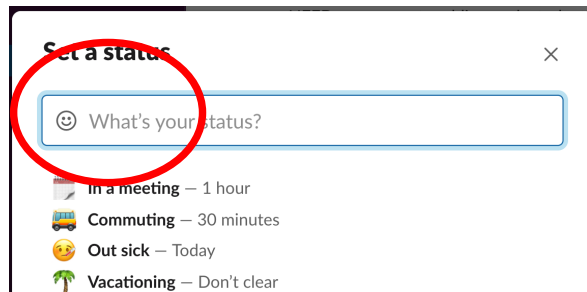 Set a status
What's your status?
In a meeting – 1 hour
Commuting – 30 minutes
Out sick – Today
Vacationing – Don't clear